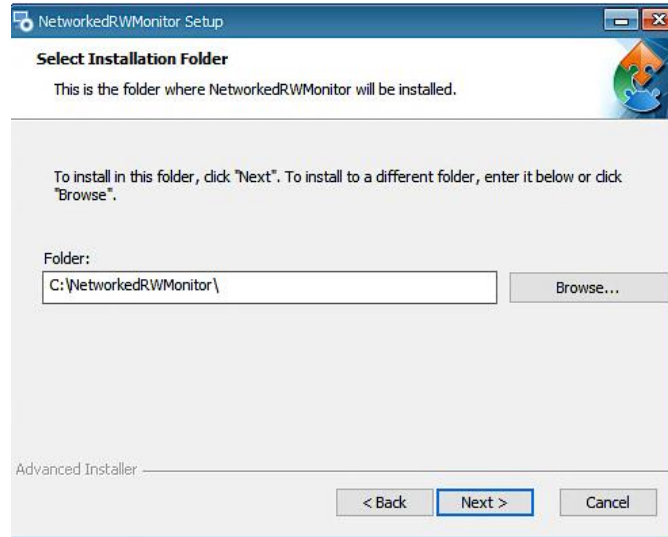 NetworkedRWMonitor Setup
Select Installation Folder
This is the folder where NetworkedRWMonitor will be installed.
To install in this folder, click "Next". To install to a different folder, enter it below or click
"Browse".
Folder:
C:\NetworkedRWMonitor\
Browse...
Advanced Installer
< Back
Next >
Cancel